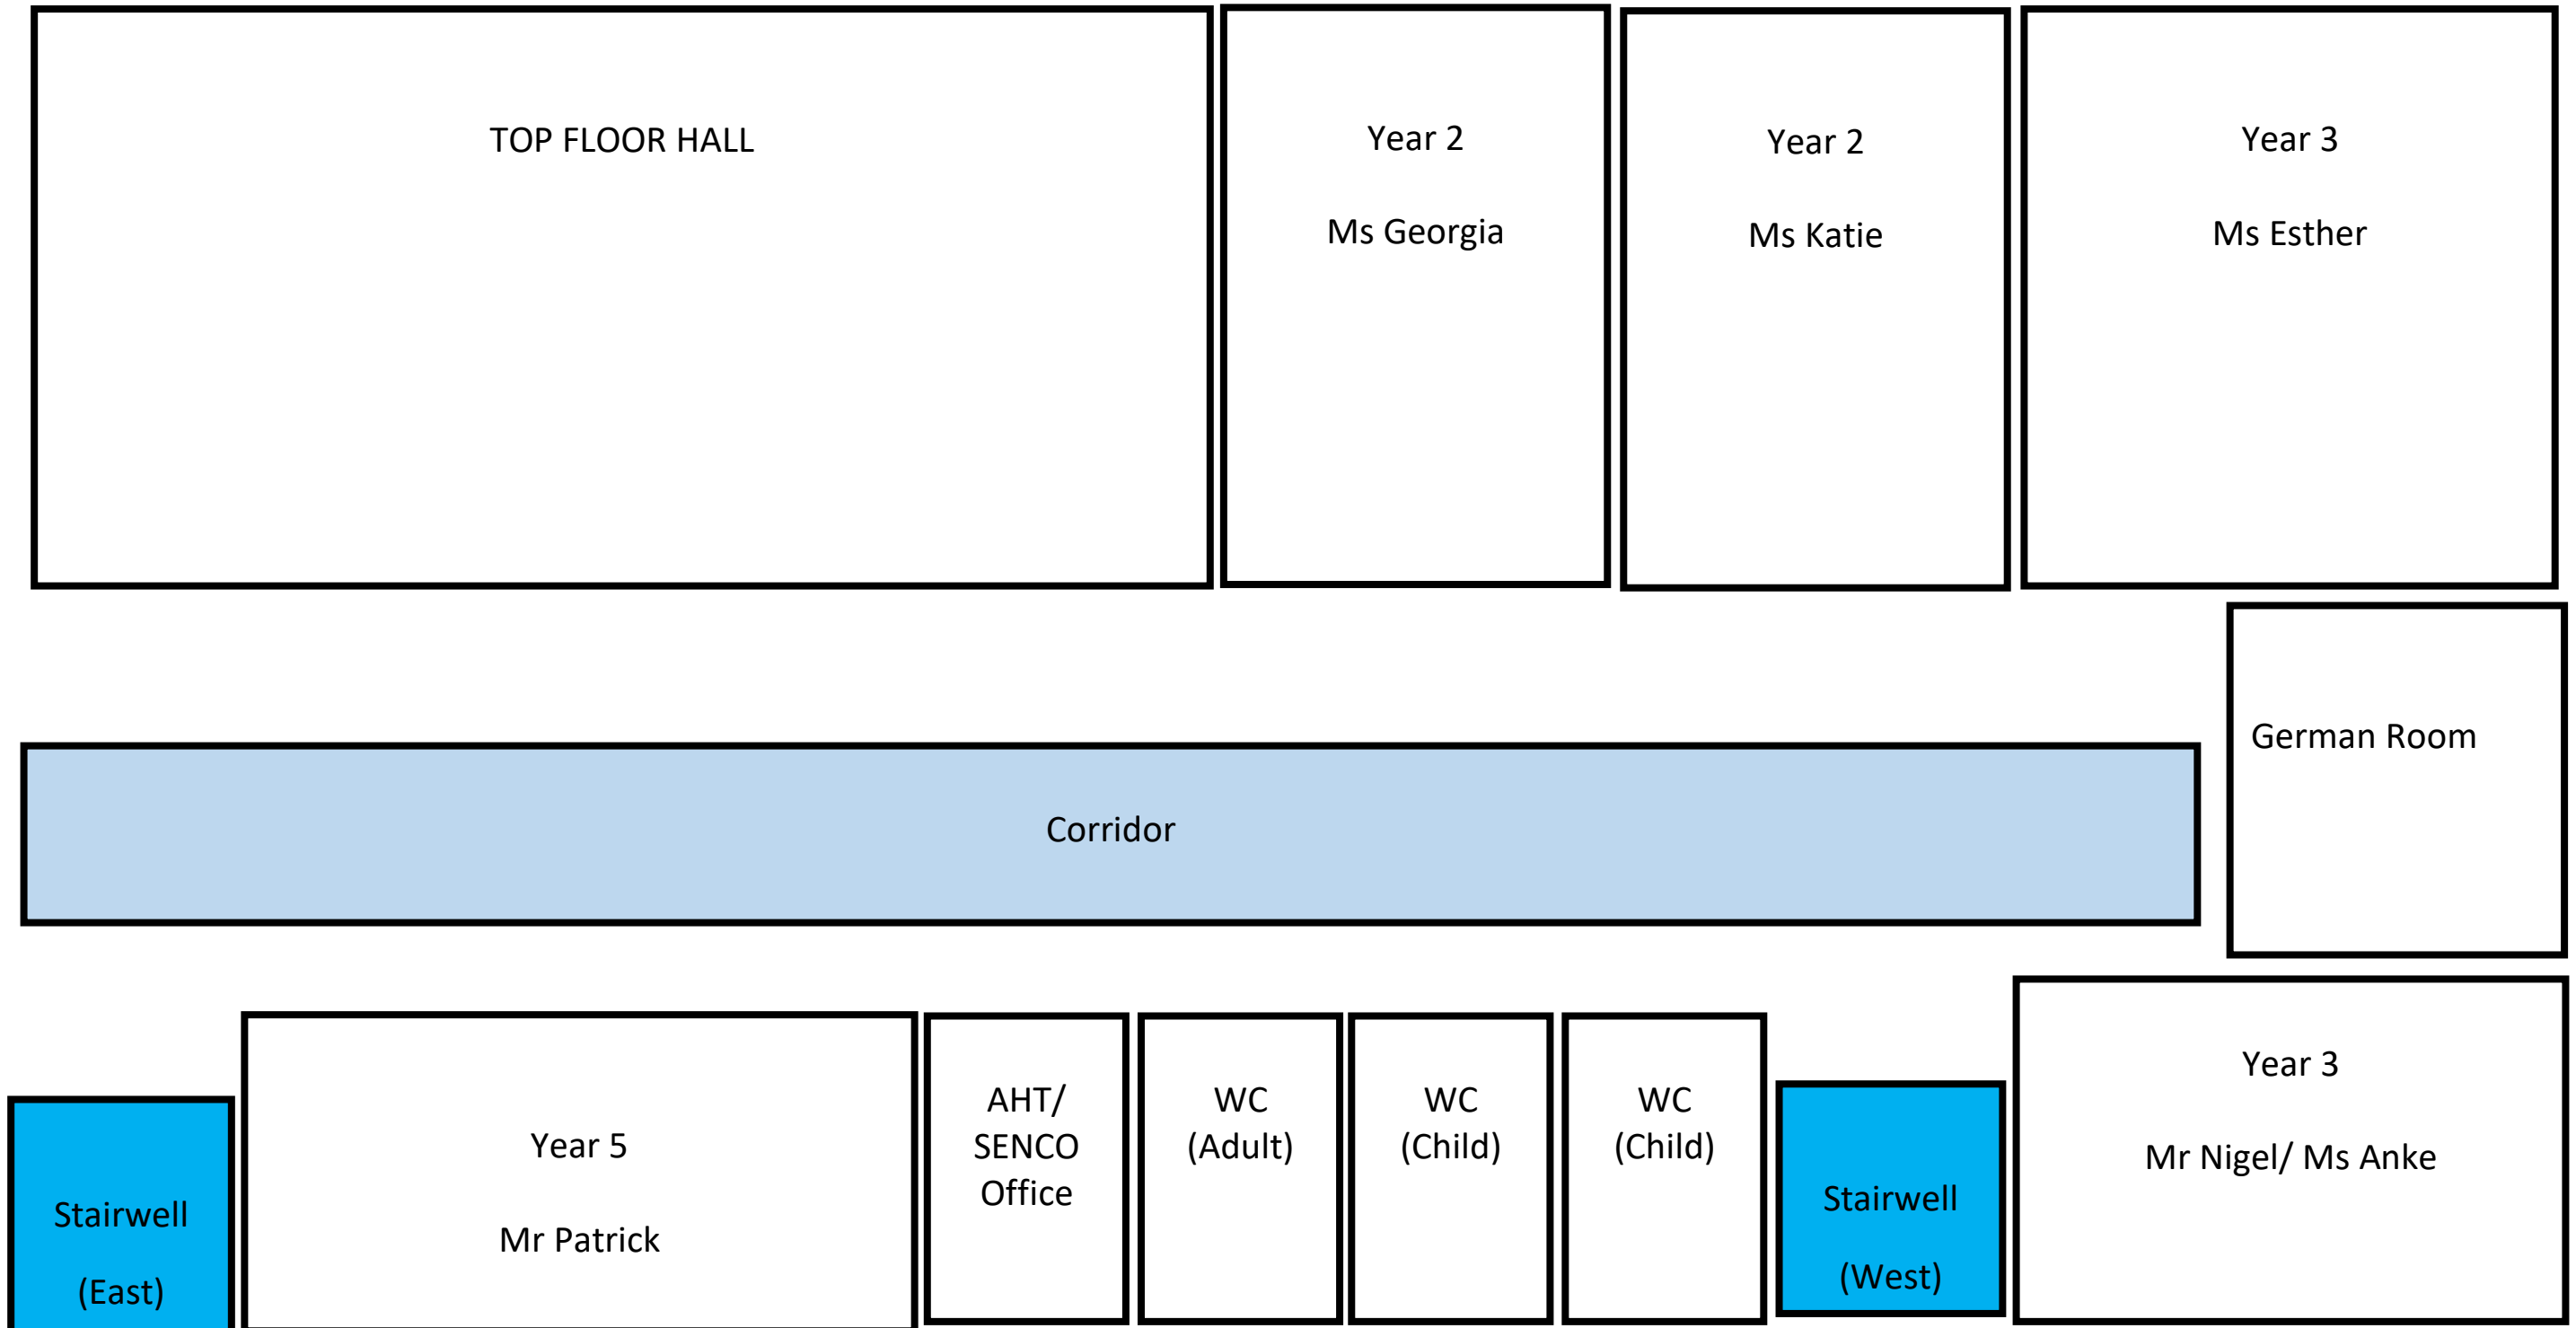 TOP FLOOR HALL
Year 2
Ms Georgia
Year 2
Ms Katie
Year 3
Ms Esther
German Room
Corridor
Stairwell
(East)
Year 5
Mr Patrick
AHT/
SENCO
Office
WC
(Adult)
WC
(Child)
WC
(Child)
Stairwell
(West)
Year 3
Mr Nigel/ Ms Anke